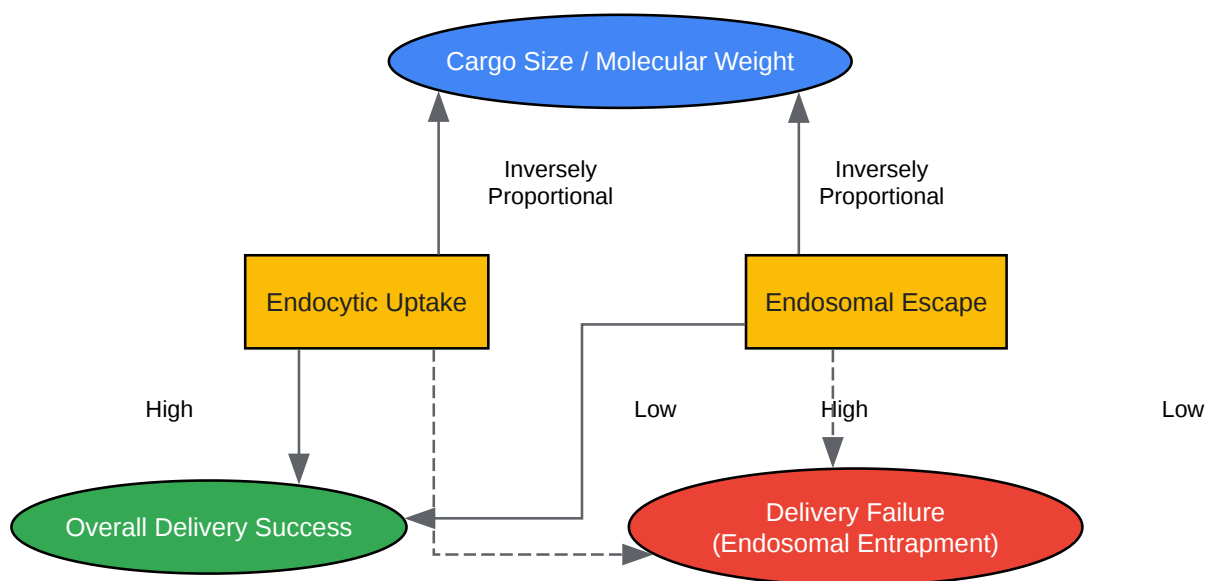 Cargo Size / Molecular Weight
Inversely
Proportional
Inversely
Proportional
Endocytic Uptake
Endosomal Escape
High
Low
High
Low
Overall Delivery Success
Delivery Failure
(Endosomal Entrapment)